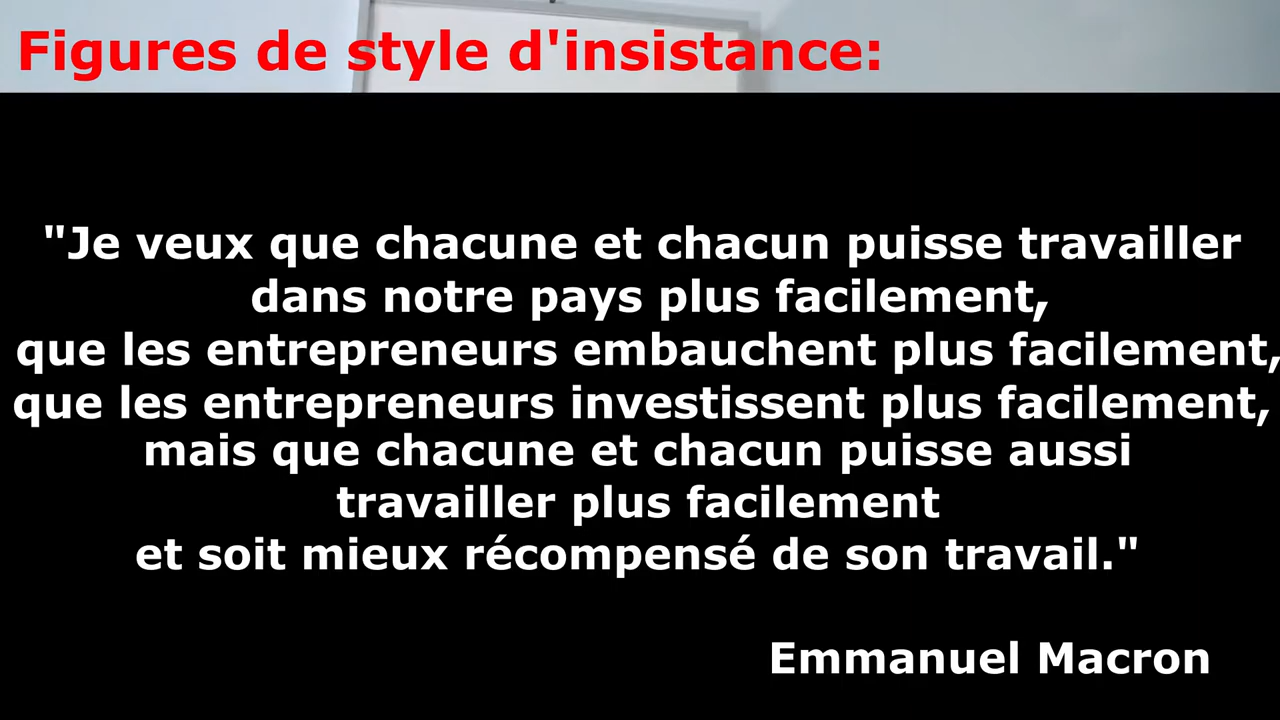 Figures de style d'insistance:
"Je veux que chacune et chacun puisse travailler
dans notre pays plus facilement,
que les entrepreneurs embauchent plus facilement,
que les entrepreneurs investissent plus facilement,
mais que chacune et chacun puisse aussi
travailler plus facilement
et soit mieux récompensé de son travail."
Emmanuel Macron